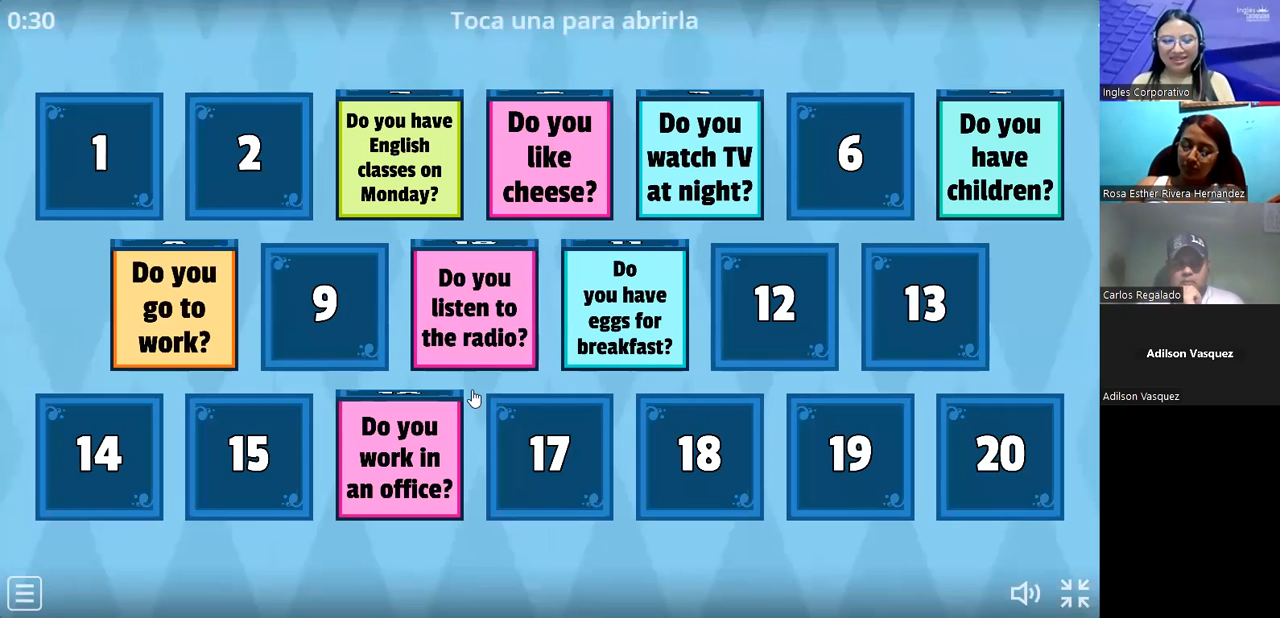 0:30
Toca una para abrirla
1
2
Do you have
English
classes on
Monday?
Do you
like
cheese?
Do you
watch TV
at night?
6
Do you
have
children?
Do you
go to
work?
9
Do you
listen to
the radio?
Do
you have
eggs for
breakfast?
12
13
14
15
Do you
work in
an office?
17
18
19
20
Ingles Corporativo
Rosa Esther Rivera Hernandez
Carlos Regalado
Adilson Vasquez
Adilson Vasquez